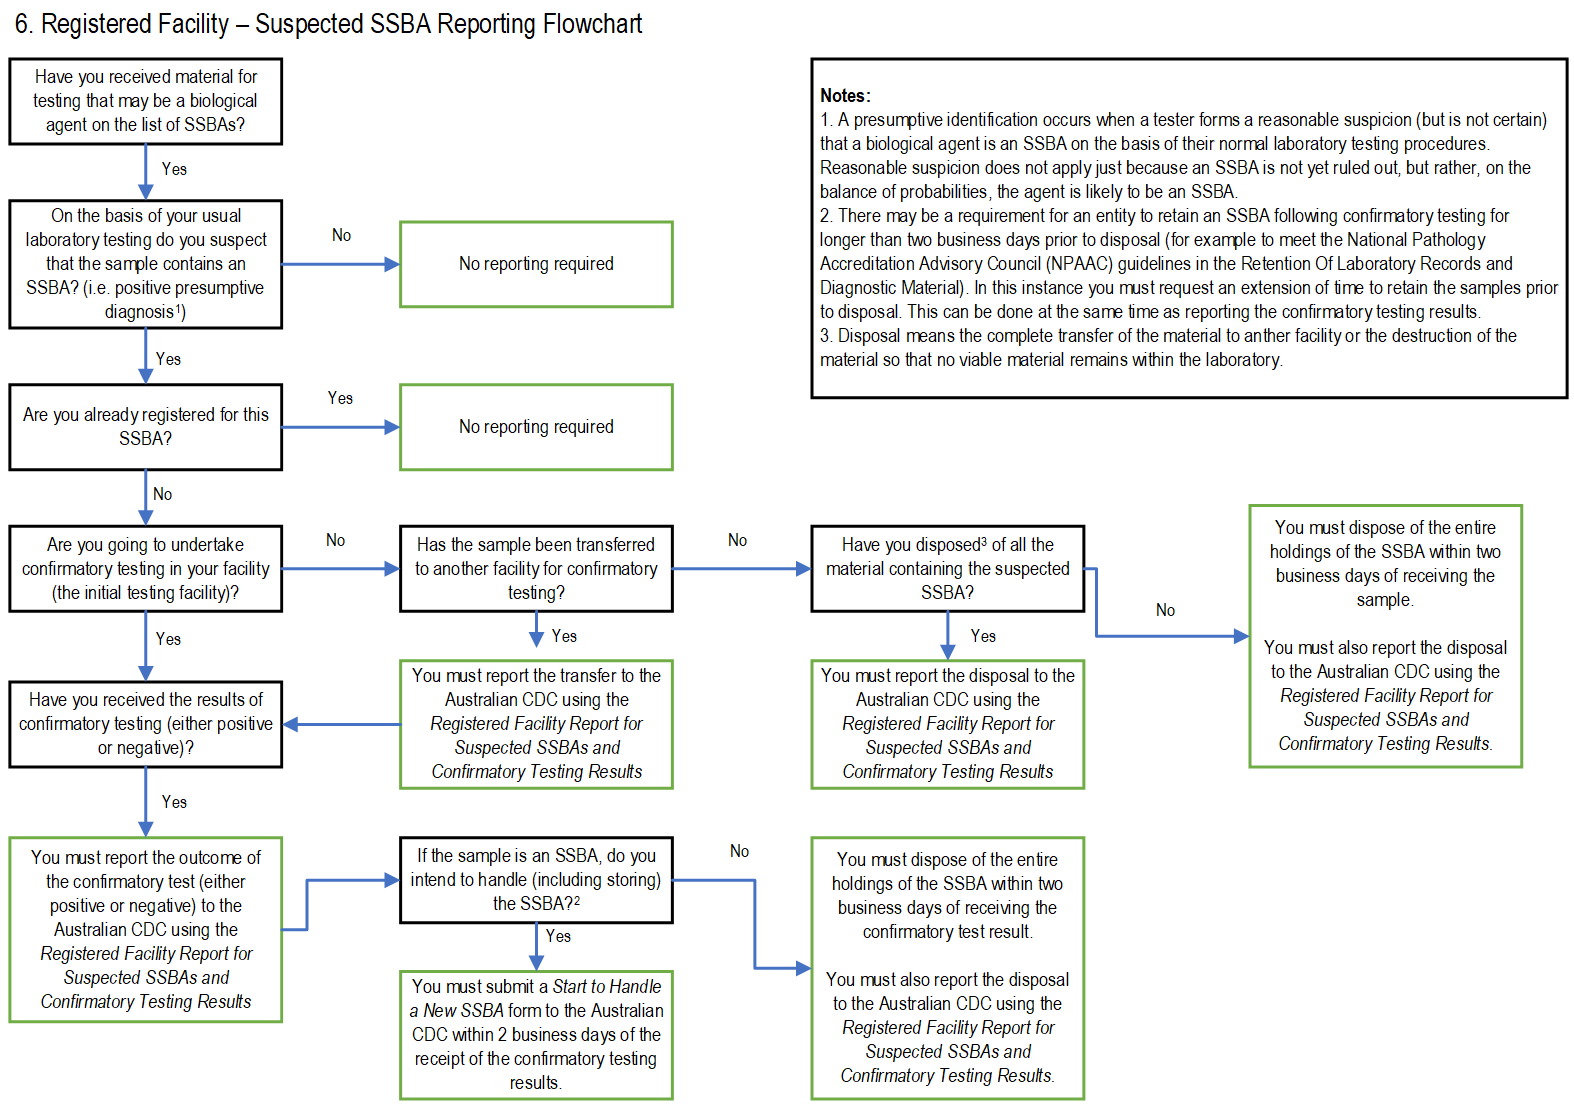 6. Registered Facility – Suspected SSBA Reporting Flowchart
Have you received material for
testing that may be a biological
agent on the list of SSBAs?
Notes:
1. A presumptive identification occurs when a tester forms a reasonable suspicion (but is not certain)
that a biological agent is an SSBA on the basis of their normal laboratory testing procedures.
Reasonable suspicion does not apply just because an SSBA is not yet ruled out, but rather, on the
balance of probabilities, the agent is likely to be an SSBA.
2. There may be a requirement for an entity to retain an SSBA following confirmatory testing for
longer than two business days prior to disposal (for example to meet the National Pathology
Accreditation Advisory Council (NPAAC) guidelines in the Retention Of Laboratory Records and
Diagnostic Material). In this instance you must request an extension of time to retain the samples prior
to disposal. This can be done at the same time as reporting the confirmatory testing results.
3. Disposal means the complete transfer of the material to anther facility or the destruction of the
material so that no viable material remains within the laboratory.
Yes
On the basis of your usual
laboratory testing do you suspect
that the sample contains an
SSBA? (i.e. positive presumptive
diagnosis¹)
No
No reporting required
Yes
Are you already registered for this
SSBA?
Yes
No reporting required
No
Are you going to undertake
confirmatory testing in your facility
(the initial testing facility)?
No
Has the sample been transferred
to another facility for confirmatory
testing?
No
Have you disposed³ of all the
material containing the suspected
SSBA?
No
You must dispose of the entire
holdings of the SSBA within two
business days of receiving the
sample.
You must also report the disposal
to the Australian CDC using the
Registered Facility Report for
Suspected SSBAs and
Confirmatory Testing Results.
Yes
Yes
Yes
Have you received the results of
confirmatory testing (either positive
or negative)?
You must report the transfer to the
Australian CDC using the
Registered Facility Report for
Suspected SSBAs and
Confirmatory Testing Results
You must report the disposal to the
Australian CDC using the
Registered Facility Report for
Suspected SSBAs and
Confirmatory Testing Results
Yes
You must report the outcome of
the confirmatory test (either
positive or negative) to the
Australian CDC using the
Registered Facility Report for
Suspected SSBAs and
Confirmatory Testing Results
If the sample is an SSBA, do you
intend to handle (including storing)
the SSBA?²
No
Yes
You must submit a Start to Handle
a New SSBA form to the Australian
CDC within 2 business days of the
receipt of the confirmatory testing
results.
You must dispose of the entire
holdings of the SSBA within two
business days of receiving the
confirmatory test result.
You must also report the disposal
to the Australian CDC using the
Registered Facility Report for
Suspected SSBAs and
Confirmatory Testing Results.